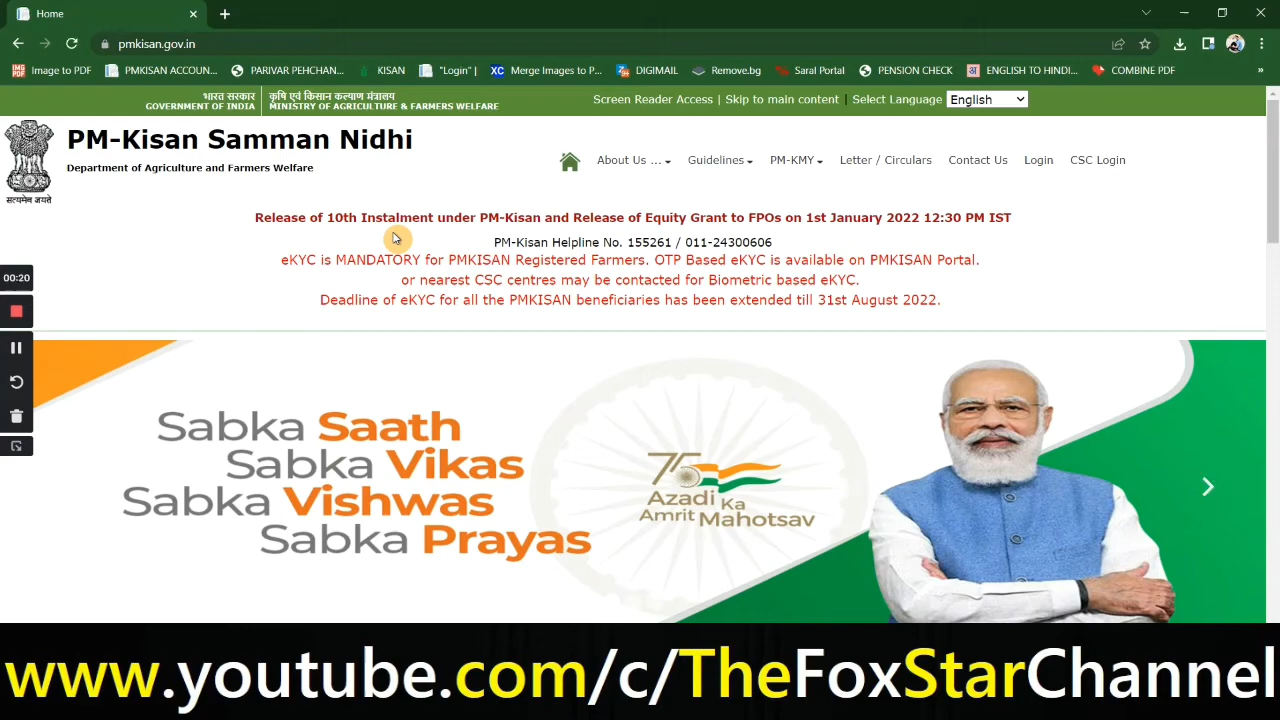 Home
pmkisan.gov.in
Image to PDF
PMKISAN ACCOUN...
PARIVAR PEHCHAN...
KISAN
"Login" |
Merge Images to P...
DIGIMAIL
Remove.bg
Saral Portal
PENSION CHECK
ENGLISH TO HINDI...
COMBINE PDF
»
भारत सरकार
GOVERNMENT OF INDIA
कृषि एवं किसान कल्याण मंत्रालय
MINISTRY OF AGRICULTURE & FARMERS WELFARE
Screen Reader Access | Skip to main content | Select Language English
PM-Kisan Samman Nidhi
Department of Agriculture and Farmers Welfare
सत्यमेव जयते
About Us ...
Guidelines
PM-KMY
Letter / Circulars
Contact Us
Login
CSC Login
Release of 10th Instalment under PM-Kisan and Release of Equity Grant to FPOs on 1st January 2022 12:30 PM IST
PM-Kisan Helpline No. 155261 / 011-24300606
eKYC is MANDATORY for PMKISAN Registered Farmers. OTP Based eKYC is available on PMKISAN Portal.
or nearest CSC centres may be contacted for Biometric based eKYC.
Deadline of eKYC for all the PMKISAN beneficiaries has been extended till 31st August 2022.
00:20
Sabka Saath
Sabka Vikas
Sabka Vishwas
Sabka Prayas
75
Azadi Ka
Amrit Mahotsav
www.youtube.com/c/TheFoxStarChannel